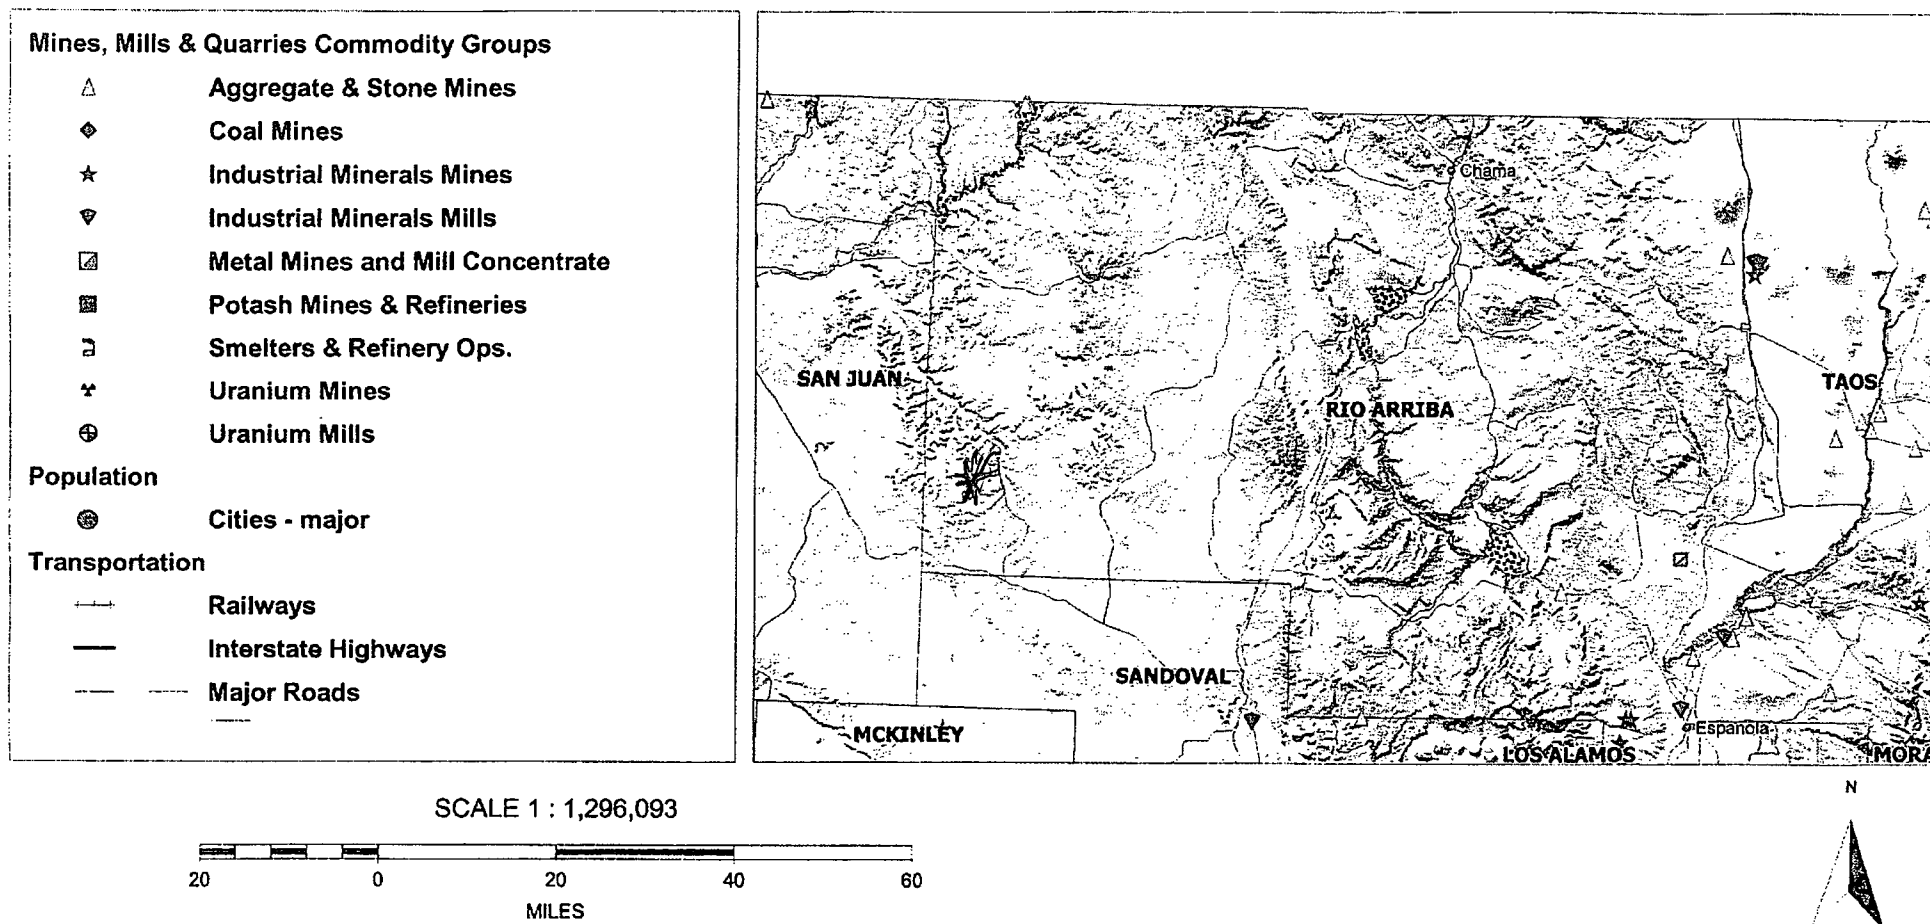 Mines, Mills & Quarries Commodity Groups
Aggregate & Stone Mines
Coal Mines
Industrial Minerals Mines
Industrial Minerals Mills
Metal Mines and Mill Concentrate
Potash Mines & Refineries
Smelters & Refinery Ops.
Uranium Mines
Uranium Mills
Population
Cities - major
Transportation
Railways
Interstate Highways
Major Roads
Chama
SAN JUAN
TAOS
RIO ARRIBA
SANDOVAL
MCKINLEY
Espanola
LOS ALAMOS
MORA
SCALE 1 : 1,296,093
20 0 20 40 60
MILES
N